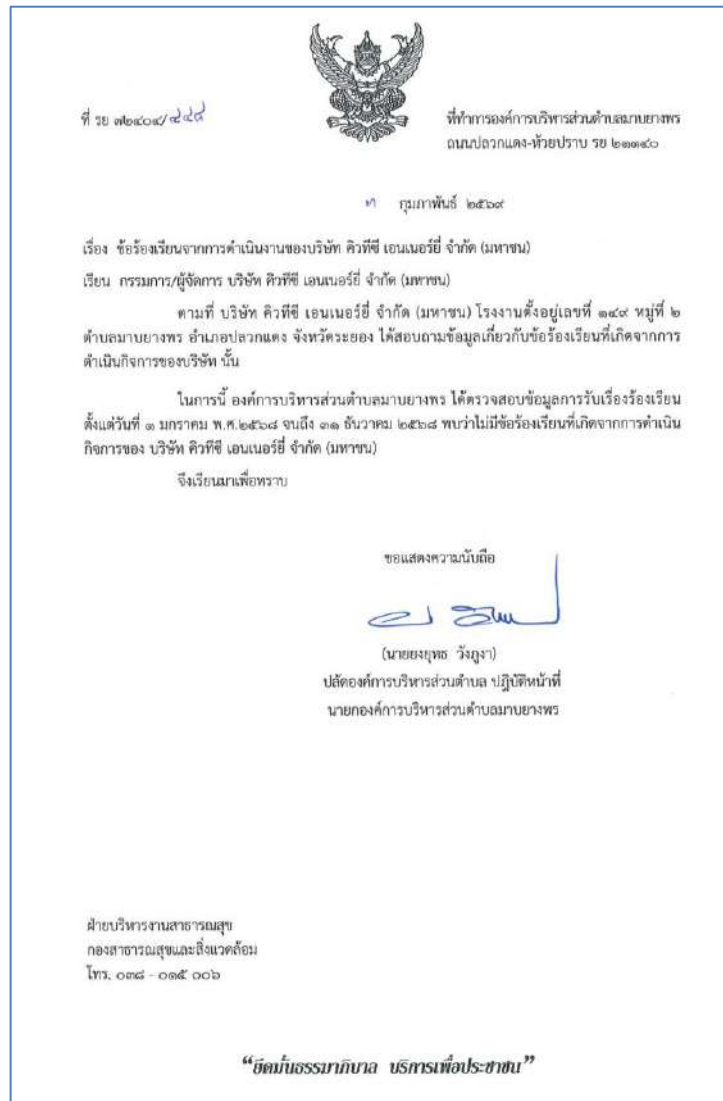 ที่ รย ๗๒๔๐๔/๔๔๘
ที่ทำการองค์การบริหารส่วนตำบลมาบยางพร
ถนนปลวกแดง-ห้วยปราบ รย ๒๑๑๔๐
๓ กุมภาพันธ์ ๒๕๖๙
เรื่อง ข้อร้องเรียนจากการดำเนินงานของบริษัท คิวทีซี เอนเนอร์ยี่ จำกัด (มหาชน)
เรียน กรรมการ/ผู้จัดการ บริษัท คิวทีซี เอนเนอร์ยี่ จำกัด (มหาชน)
ตามที่ บริษัท คิวทีซี เอนเนอร์ยี่ จำกัด (มหาชน) โรงงานตั้งอยู่เลขที่ ๑๔๙ หมู่ที่ ๒
ตำบลมาบยางพร อำเภอปลวกแดง จังหวัดระยอง ได้สอบถามข้อมูลเกี่ยวกับข้อร้องเรียนที่เกิดจากการ
ดำเนินกิจการของบริษัท นั้น
ในการนี้ องค์การบริหารส่วนตำบลมาบยางพร ได้ตรวจสอบข้อมูลการรับเรื่องร้องเรียน
ตั้งแต่วันที่ ๑ มกราคม พ.ศ.๒๕๖๘ จนถึง ๓๑ ธันวาคม ๒๕๖๘ พบว่าไม่มีข้อร้องเรียนที่เกิดจากการดำเนิน
กิจการของ บริษัท คิวทีซี เอนเนอร์ยี่ จำกัด (มหาชน)
จึงเรียนมาเพื่อทราบ
ขอแสดงความนับถือ
(นายยงยุทธ วังภูงา)
ปลัดองค์การบริหารส่วนตำบล ปฏิบัติหน้าที่
นายกองค์การบริหารส่วนตำบลมาบยางพร
ฝ่ายบริหารงานสาธารณสุข
กองสาธารณสุขและสิ่งแวดล้อม
โทร. ๐๓๘ - ๐๑๕ ๐๐๖
“ยึดมั่นธรรมาภิบาล บริการเพื่อประชาชน”